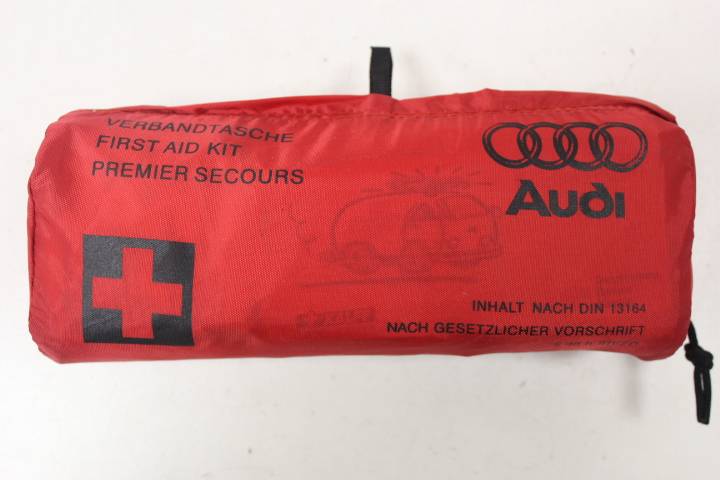 VERBANDTASCHE
FIRST AID KIT
PREMIER SECOURS
Audi
INHALT NACH DIN 13164
NACH GESETZLICHER VORSCHRIFT